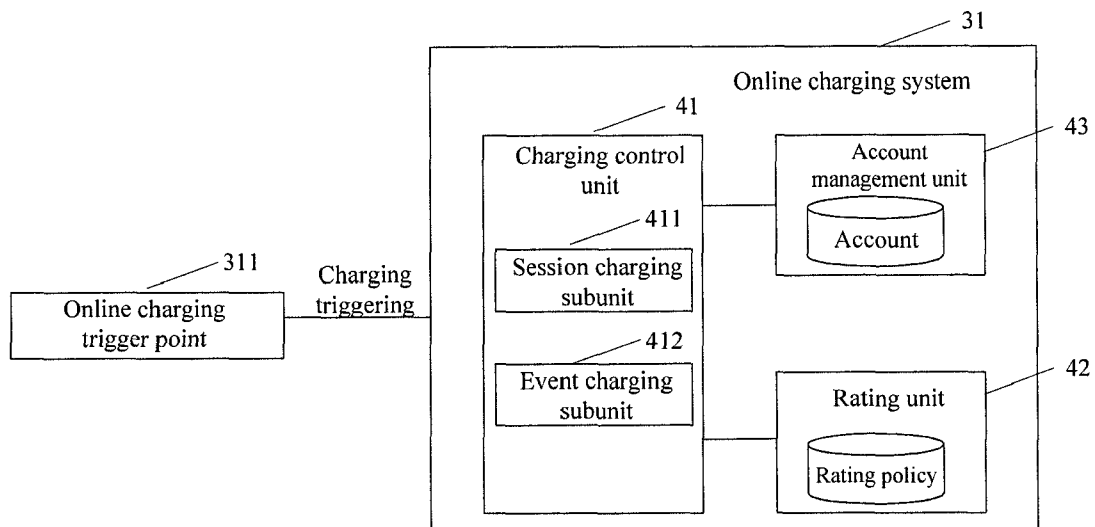 31
Online charging system
41
Charging control
unit
43
Account
management unit
Account
411
Session charging
subunit
311
Charging
triggering
Online charging
trigger point
412
Event charging
subunit
42
Rating unit
Rating policy